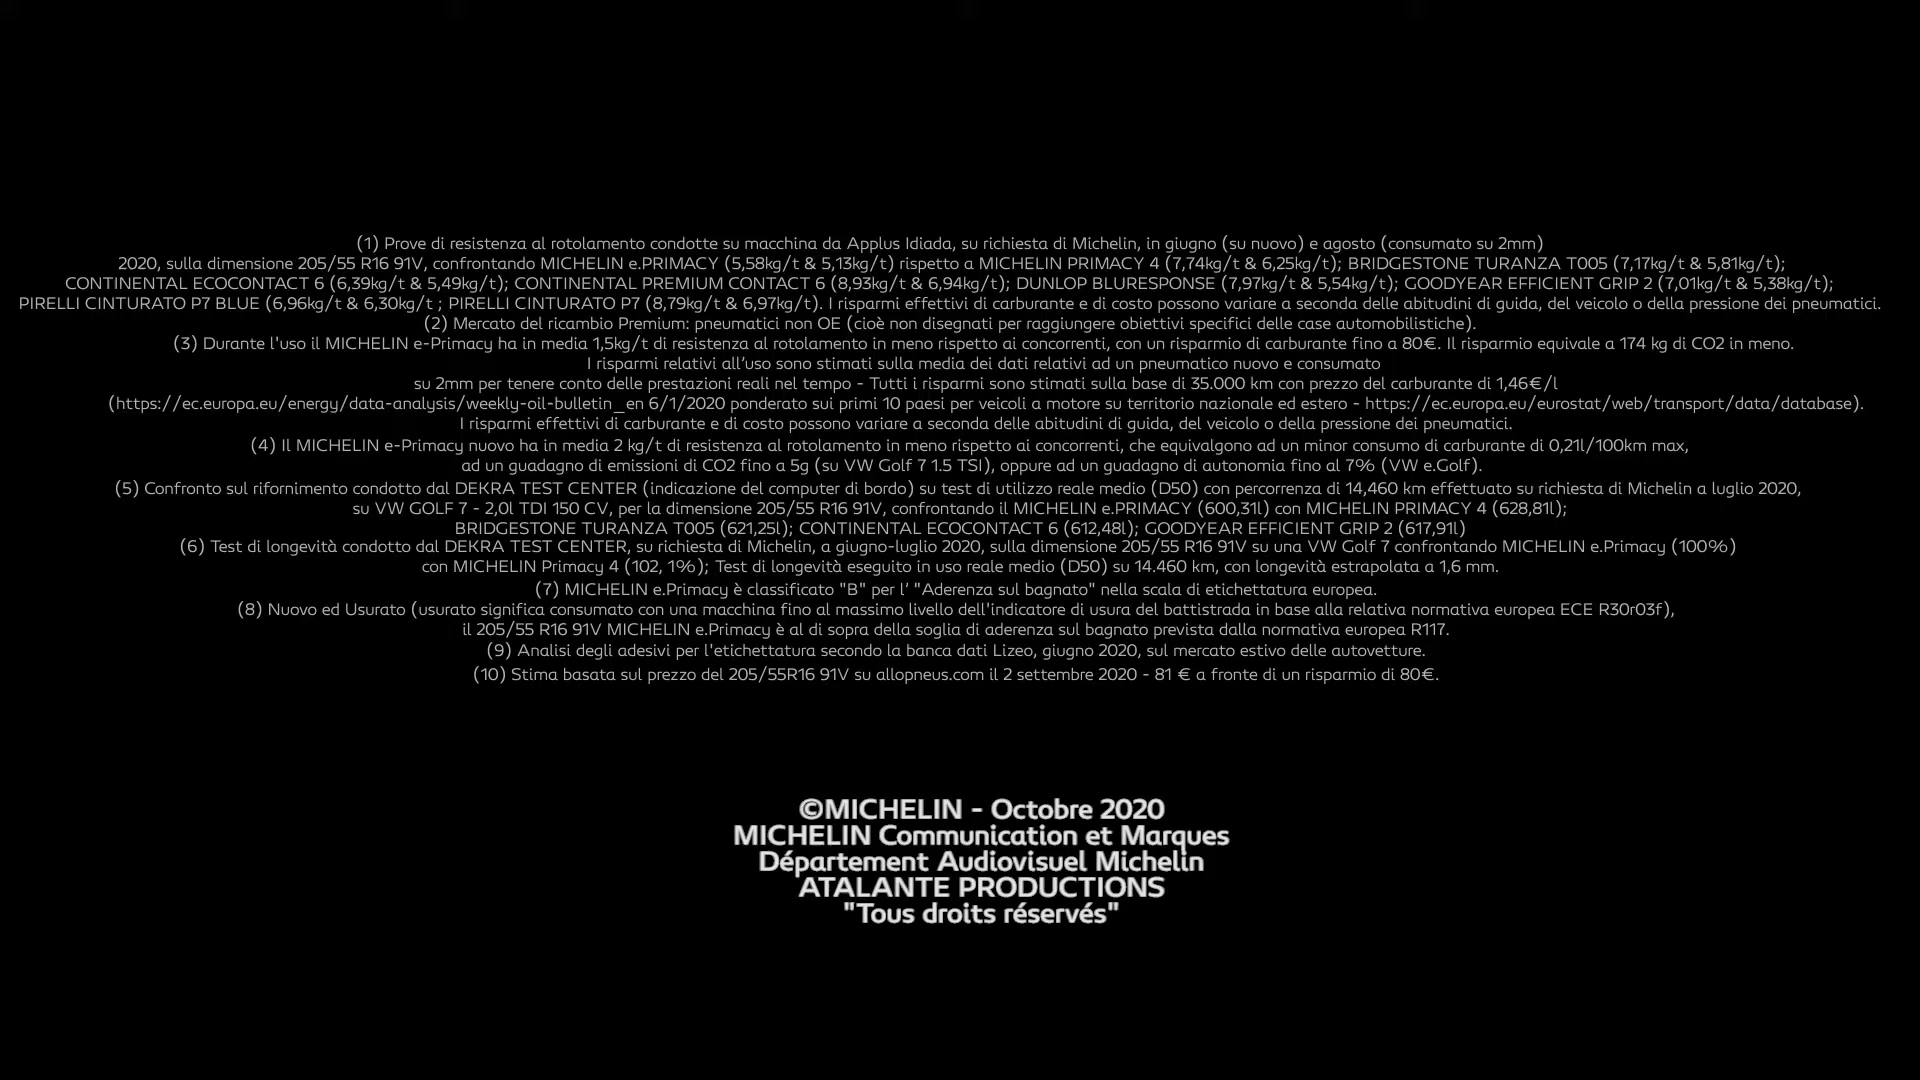 (1) Prove di resistenza al rotolamento condotte su macchina da Applus Idiada, su richiesta di Michelin, in giugno (su nuovo) e agosto (consumato su 2mm)
2020, sulla dimensione 205/55 R16 91V, confrontando MICHELIN e.PRIMACY (5,58kg/t & 5,13kg/t) rispetto a MICHELIN PRIMACY 4 (7,74kg/t & 6,25kg/t); BRIDGESTONE TURANZA T005 (7,17kg/t & 5,81kg/t);
CONTINENTAL ECOCONTACT 6 (6,39kg/t & 5,49kg/t); CONTINENTAL PREMIUM CONTACT 6 (8,93kg/t & 6,94kg/t); DUNLOP BLURESPONSE (7,97kg/t & 5,54kg/t); GOODYEAR EFFICIENT GRIP 2 (7,01kg/t & 5,38kg/t);
PIRELLI CINTURATO P7 BLUE (6,96kg/t & 6,30kg/t ; PIRELLI CINTURATO P7 (8,79kg/t & 6,97kg/t). I risparmi effettivi di carburante e di costo possono variare a seconda delle abitudini di guida, del veicolo o della pressione dei pneumatici.
(2) Mercato del ricambio Premium: pneumatici non OE (cioè non disegnati per raggiungere obiettivi specifici delle case automobilistiche).
(3) Durante l'uso il MICHELIN e-Primacy ha in media 1,5kg/t di resistenza al rotolamento in meno rispetto ai concorrenti, con un risparmio di carburante fino a 80€. Il risparmio equivale a 174 kg di CO2 in meno.
I risparmi relativi all’uso sono stimati sulla media dei dati relativi ad un pneumatico nuovo e consumato
su 2mm per tenere conto delle prestazioni reali nel tempo - Tutti i risparmi sono stimati sulla base di 35.000 km con prezzo del carburante di 1,46€/l
(https://ec.europa.eu/energy/data-analysis/weekly-oil-bulletin_en 6/1/2020 ponderato sui primi 10 paesi per veicoli a motore su territorio nazionale ed estero - https://ec.europa.eu/eurostat/web/transport/data/database).
I risparmi effettivi di carburante e di costo possono variare a seconda delle abitudini di guida, del veicolo o della pressione dei pneumatici.
(4) Il MICHELIN e-Primacy nuovo ha in media 2 kg/t di resistenza al rotolamento in meno rispetto ai concorrenti, che equivalgono ad un minor consumo di carburante di 0,21l/100km max,
ad un guadagno di emissioni di CO2 fino a 5g (su VW Golf 7 1.5 TSI), oppure ad un guadagno di autonomia fino al 7% (VW e.Golf).
(5) Confronto sul rifornimento condotto dal DEKRA TEST CENTER (indicazione del computer di bordo) su test di utilizzo reale medio (D50) con percorrenza di 14,460 km effettuato su richiesta di Michelin a luglio 2020,
su VW GOLF 7 - 2,0l TDI 150 CV, per la dimensione 205/55 R16 91V, confrontando il MICHELIN e.PRIMACY (600,31l) con MICHELIN PRIMACY 4 (628,81l);
BRIDGESTONE TURANZA T005 (621,25l); CONTINENTAL ECOCONTACT 6 (612,48l); GOODYEAR EFFICIENT GRIP 2 (617,91l)
(6) Test di longevità condotto dal DEKRA TEST CENTER, su richiesta di Michelin, a giugno-luglio 2020, sulla dimensione 205/55 R16 91V su una VW Golf 7 confrontando MICHELIN e.Primacy (100%)
con MICHELIN Primacy 4 (102, 1%); Test di longevità eseguito in uso reale medio (D50) su 14.460 km, con longevità estrapolata a 1,6 mm.
(7) MICHELIN e.Primacy è classificato "B" per l’ "Aderenza sul bagnato" nella scala di etichettatura europea.
(8) Nuovo ed Usurato (usurato significa consumato con una macchina fino al massimo livello dell'indicatore di usura del battistrada in base alla relativa normativa europea ECE R30r03f),
il 205/55 R16 91V MICHELIN e.Primacy è al di sopra della soglia di aderenza sul bagnato prevista dalla normativa europea R117.
(9) Analisi degli adesivi per l'etichettatura secondo la banca dati Lizeo, giugno 2020, sul mercato estivo delle autovetture.
(10) Stima basata sul prezzo del 205/55R16 91V su allopneus.com il 2 settembre 2020 - 81 € a fronte di un risparmio di 80€.
©MICHELIN - Octobre 2020
MICHELIN Communication et Marques
Département Audiovisuel Michelin
ATALANTE PRODUCTIONS
"Tous droits réservés"